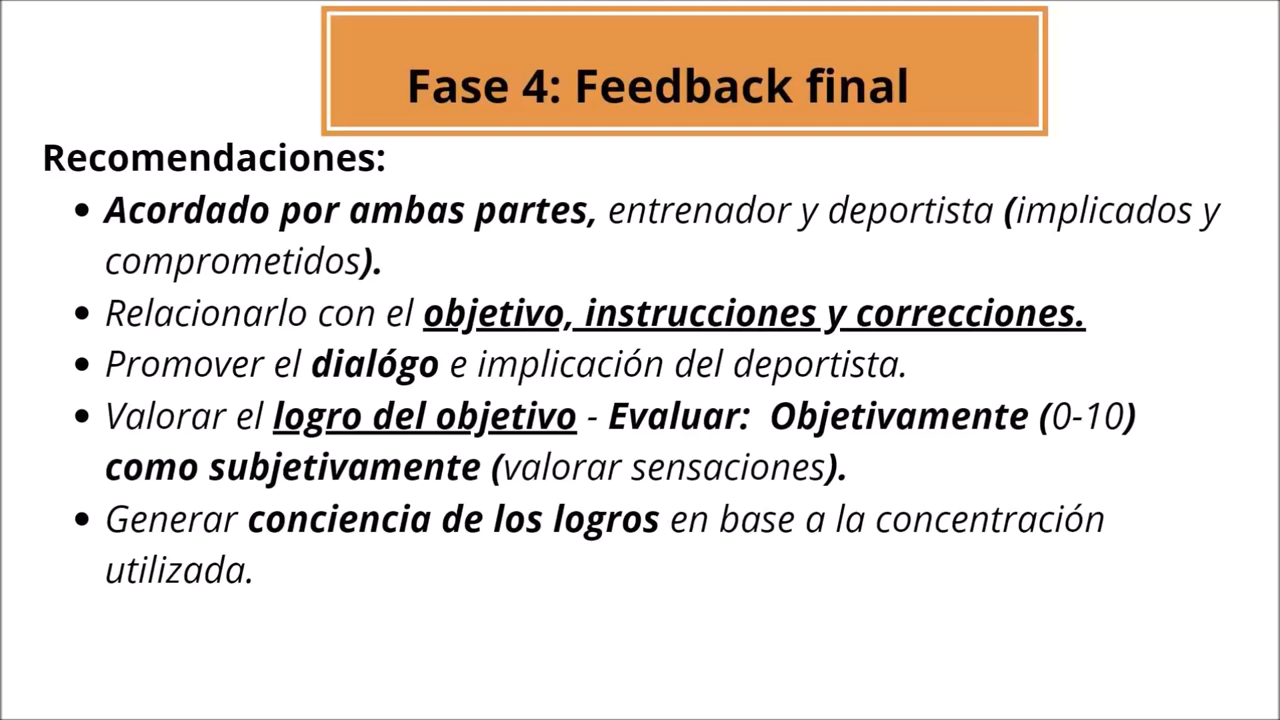 Fase 4: Feedback final
Recomendaciones:
• Acordado por ambas partes, entrenador y deportista (implicados y
comprometidos).
• Relacionarlo con el objetivo, instrucciones y correcciones.
• Promover el dialógo e implicación del deportista.
• Valorar el logro del objetivo - Evaluar: Objetivamente (0-10)
como subjetivamente (valorar sensaciones).
• Generar conciencia de los logros en base a la concentración
utilizada.